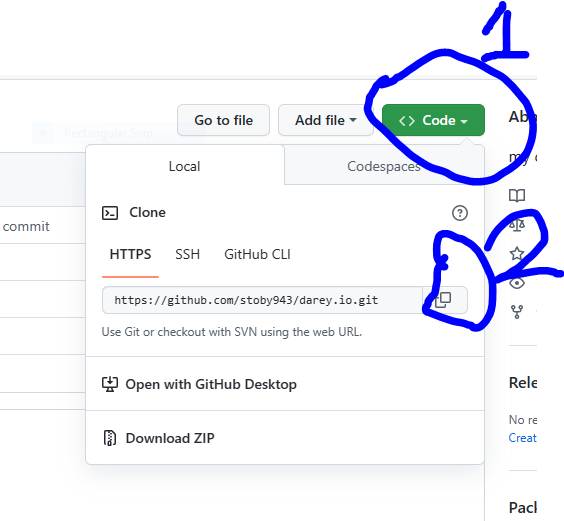 1
Go to file
Add file
<> Code
Abo
Rectangular Snip
Local
Codespaces
my
commit
Clone
HTTPS
SSH
GitHub CLI
2
https://github.com/stoby943/darey.io.git
Use Git or checkout with SVN using the web URL.
Open with GitHub Desktop
Rele
No re
Creat
Download ZIP
Pack